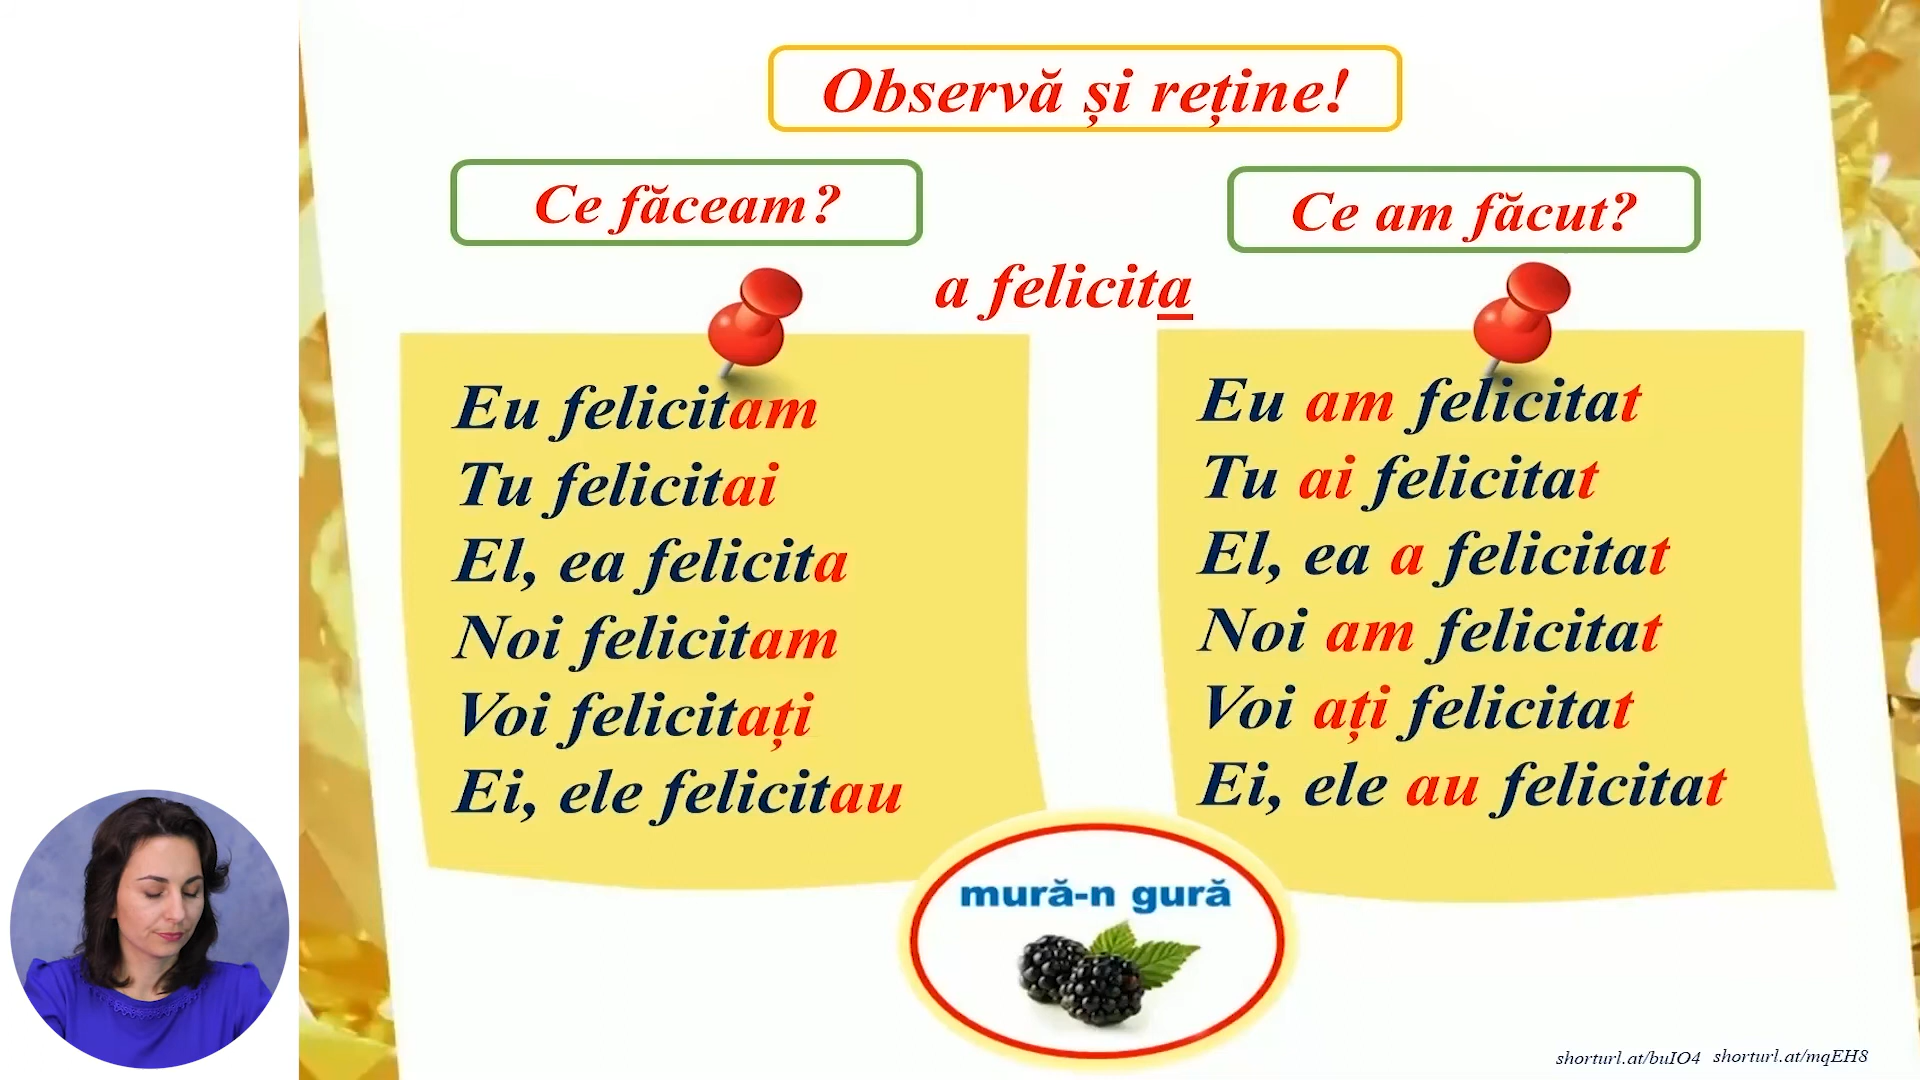 Observă și reține!
Ce făceam?
Ce am făcut?
a felicita
Eu felicitam
Tu felicitai
El, ea felicita
Noi felicitam
Voi felicitați
Ei, ele felicitau
Eu am felicitat
Tu ai felicitat
El, ea a felicitat
Noi am felicitat
Voi ați felicitat
Ei, ele au felicitat
mură-n gură
shorturl.at/buIO4 shorturl.at/mqEH8